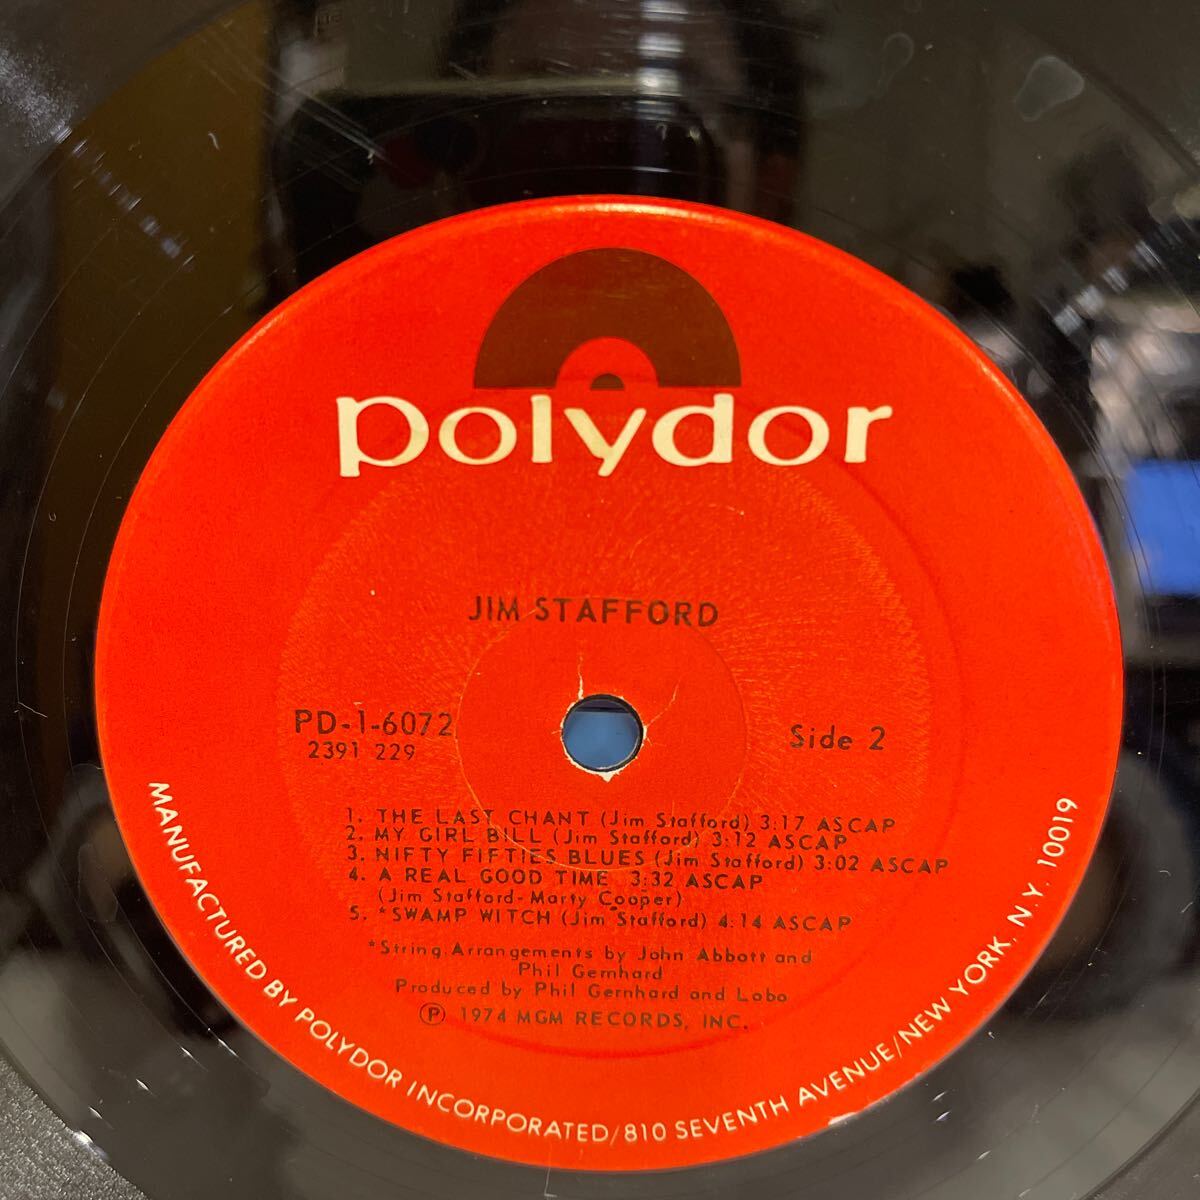 polydor
JIM STAFFORD
PD-1-6072
2391 229
Side 2
1. THE LAST CHANT (Jim Stafford) 3:17 ASCAP
2. MY GIRL BILL (Jim Stafford) 3:12 ASCAP
3. NIFTY FIFTIES BLUES (Jim Stafford) 3:02 ASCAP
4. A REAL GOOD TIME 3:32 ASCAP
(Jim Stafford-Marty Cooper)
5. *SWAMP WITCH (Jim Stafford) 4:14 ASCAP
*String Arrangements by John Abbott and
Phil Gernhard
Produced by Phil Gernhard and Lobo
Ⓟ 1974 MGM RECORDS, INC.
MANUFACTURED BY POLYDOR INCORPORATED/810 SEVENTH AVENUE/NEW YORK, N.Y. 10019